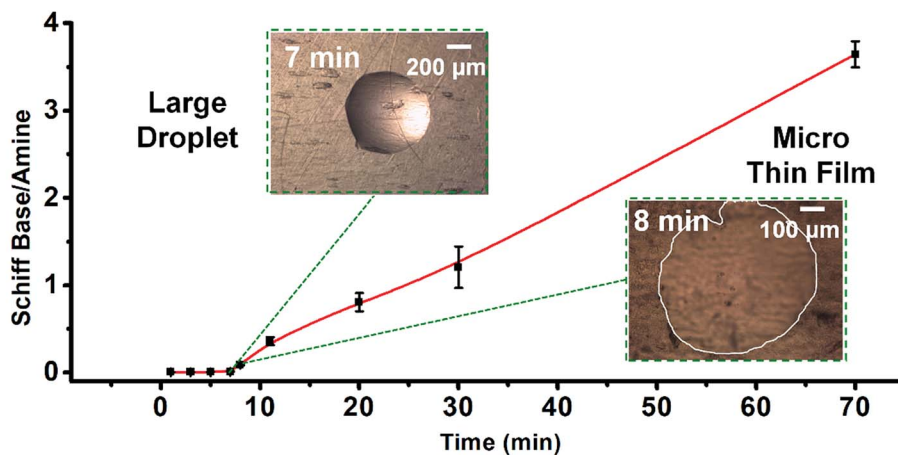 4
3
2
1
0
Schiff Base/Amine
Large
Droplet
7 min
200 µm
Micro
Thin Film
8 min
100 µm
0 10 20 30 40 50 60 70
Time (min)